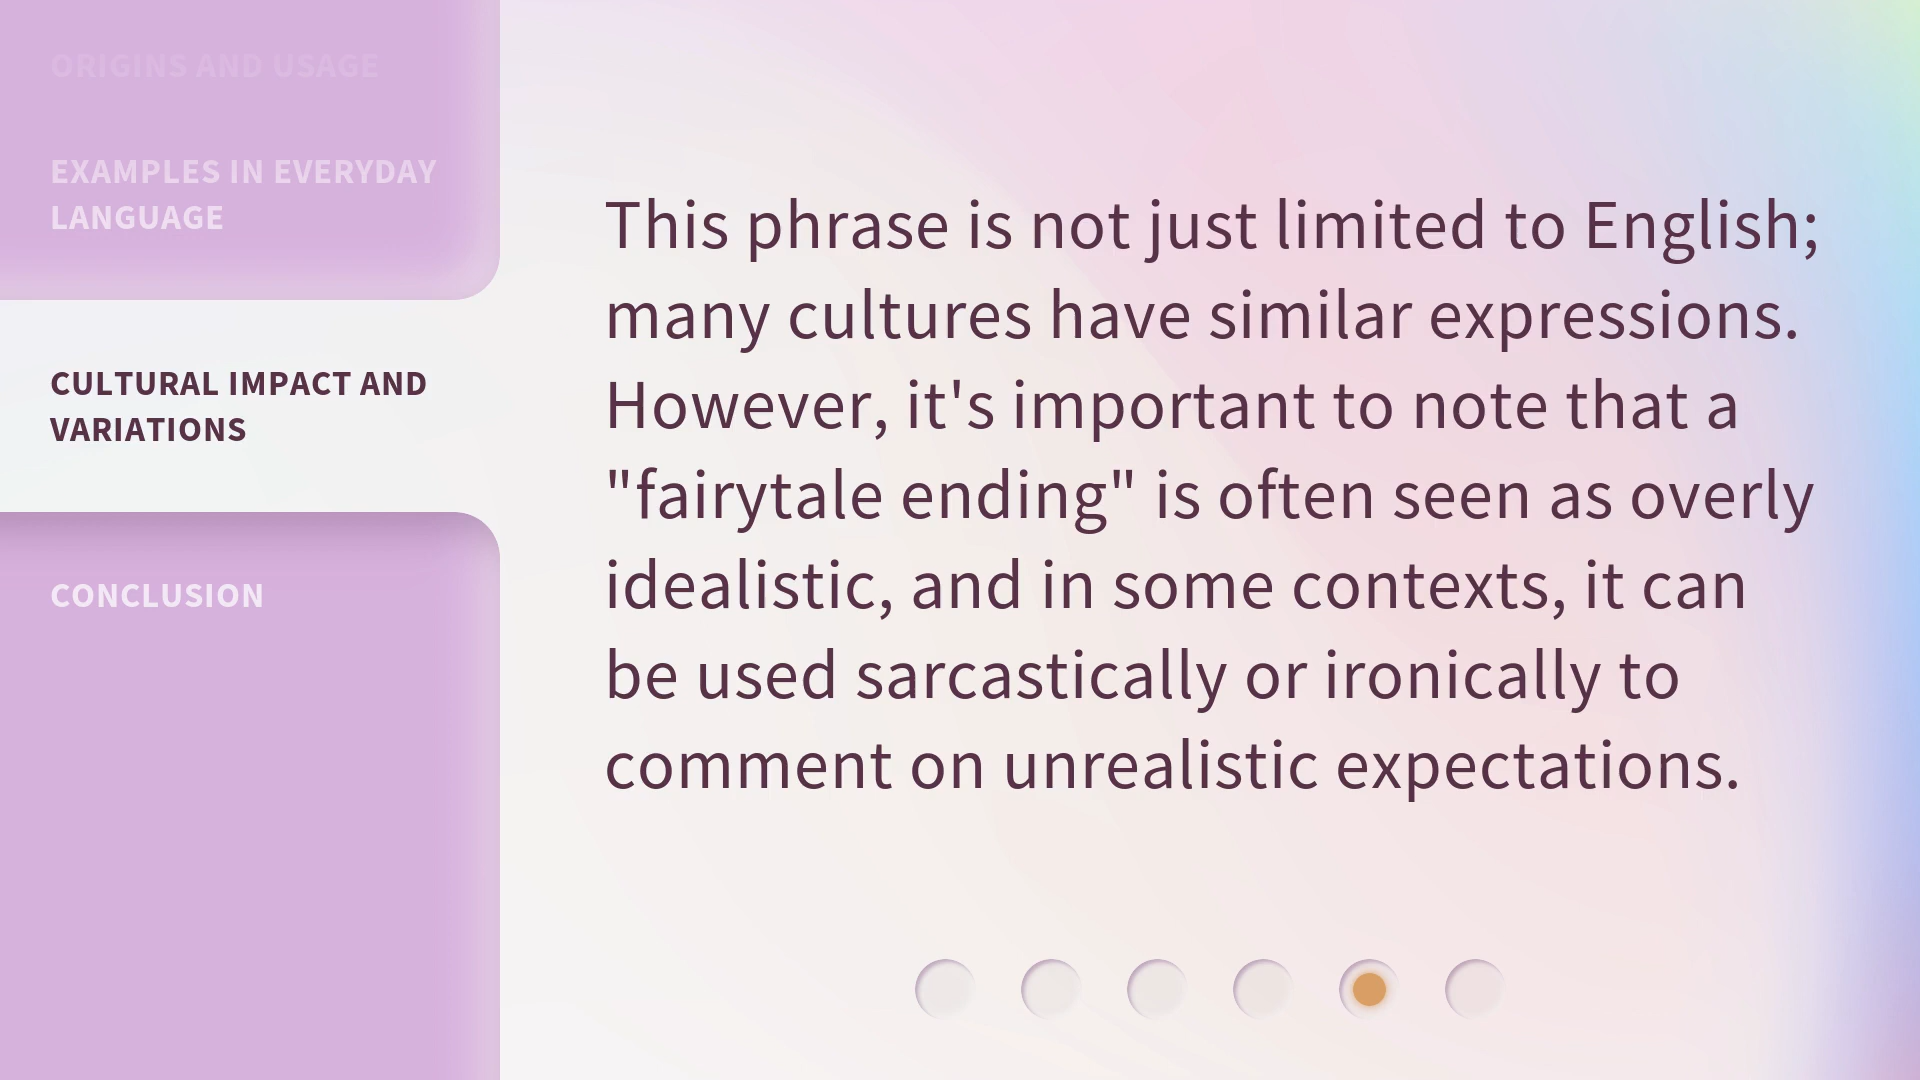 ORIGINS AND USAGE
EXAMPLES IN EVERYDAY
LANGUAGE
CULTURAL IMPACT AND
VARIATIONS
CONCLUSION
This phrase is not just limited to English;
many cultures have similar expressions.
However, it's important to note that a
"fairytale ending" is often seen as overly
idealistic, and in some contexts, it can
be used sarcastically or ironically to
comment on unrealistic expectations.